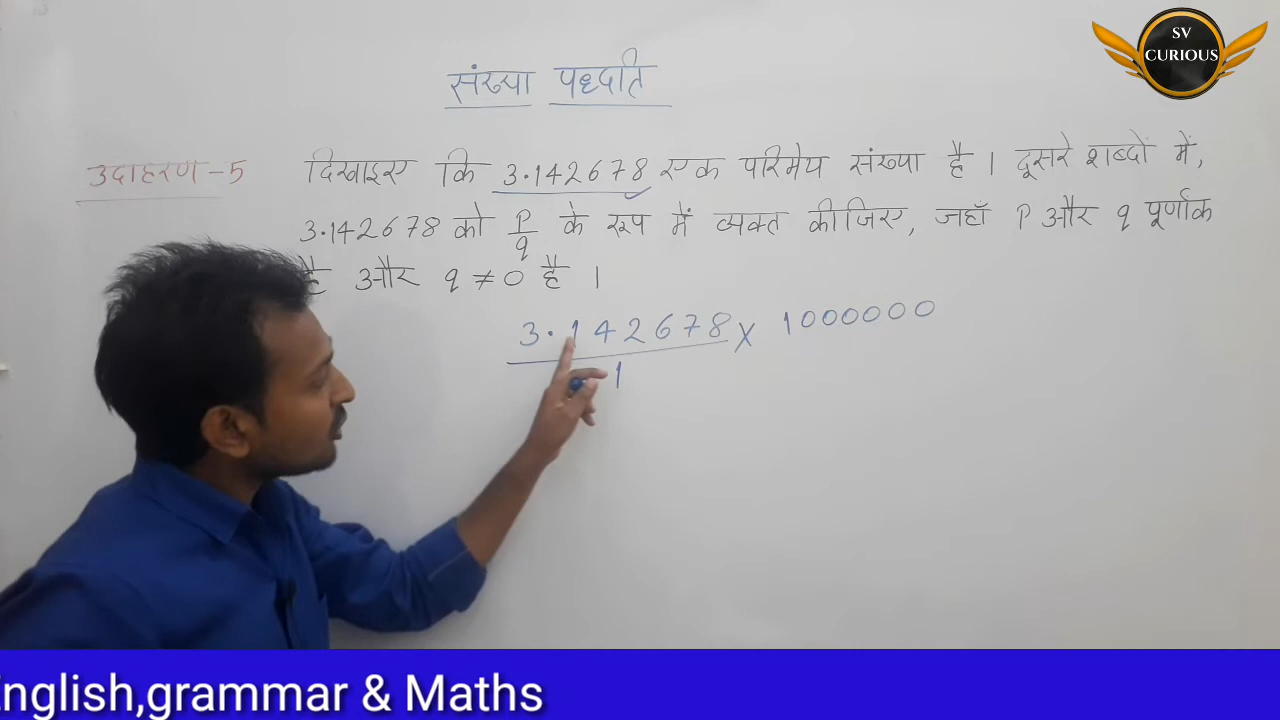 SV
CURIOUS
संख्या पद्धति
उदाहरण-5 दिखाइए कि 3.142678 एक परिमेय संख्या है। दूसरे शब्दों में,
3.142678 को p/q के रूप में व्यक्त कीजिए, जहाँ p और q पूर्णांक
है और q ≠ 0 है।
3.142678 × 1000000
1
English,grammar & Maths